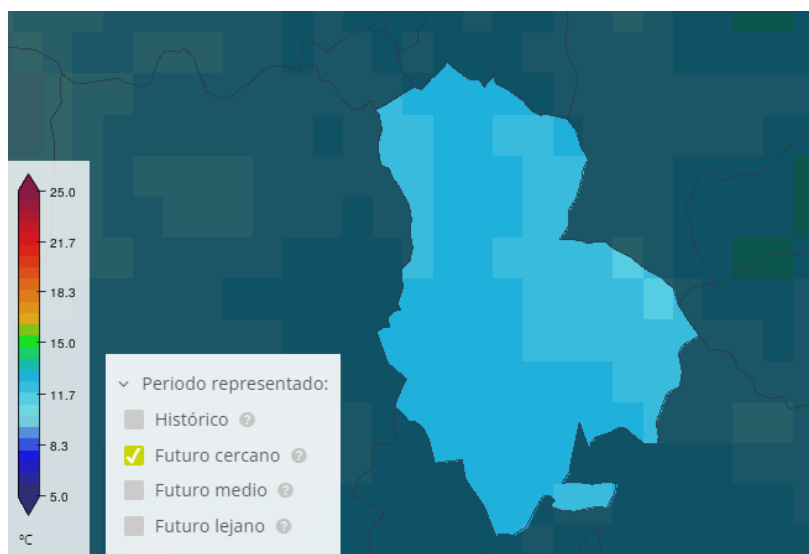 25.0
21.7
18.3
15.0
11.7
8.3
5.0
ºC
Periodo representado:
Histórico ?
Futuro cercano ?
Futuro medio ?
Futuro lejano ?